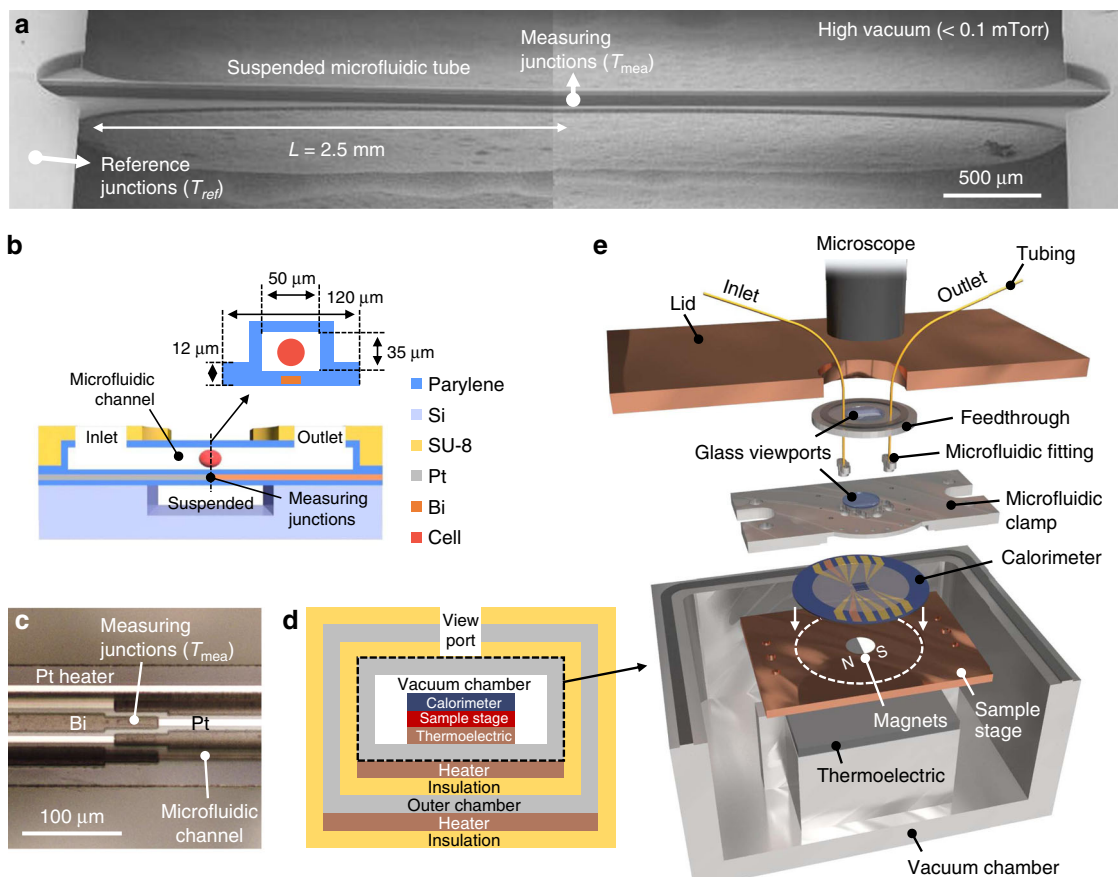 a
High vacuum (< 0.1 mTorr)
Measuring
junctions (Tmea)
Suspended microfluidic tube
L = 2.5 mm
Reference
junctions (Tref)
500 μm
b
50 μm
120 μm
12 μm
35 μm
Microfluidic
channel
Inlet
Outlet
Suspended
Measuring
junctions
Parylene
Si
SU-8
Pt
Bi
Cell
c
Measuring
junctions (Tmea)
Pt heater
Bi
Pt
100 μm
Microfluidic
channel
d
View
port
Vacuum chamber
Calorimeter
Sample stage
Thermoelectric
Heater
Insulation
Outer chamber
Heater
Insulation
e
Microscope
Tubing
Inlet
Outlet
Lid
Feedthrough
Glass viewports
Microfluidic fitting
Microfluidic
clamp
Calorimeter
N S
Magnets
Sample
stage
Thermoelectric
Vacuum chamber